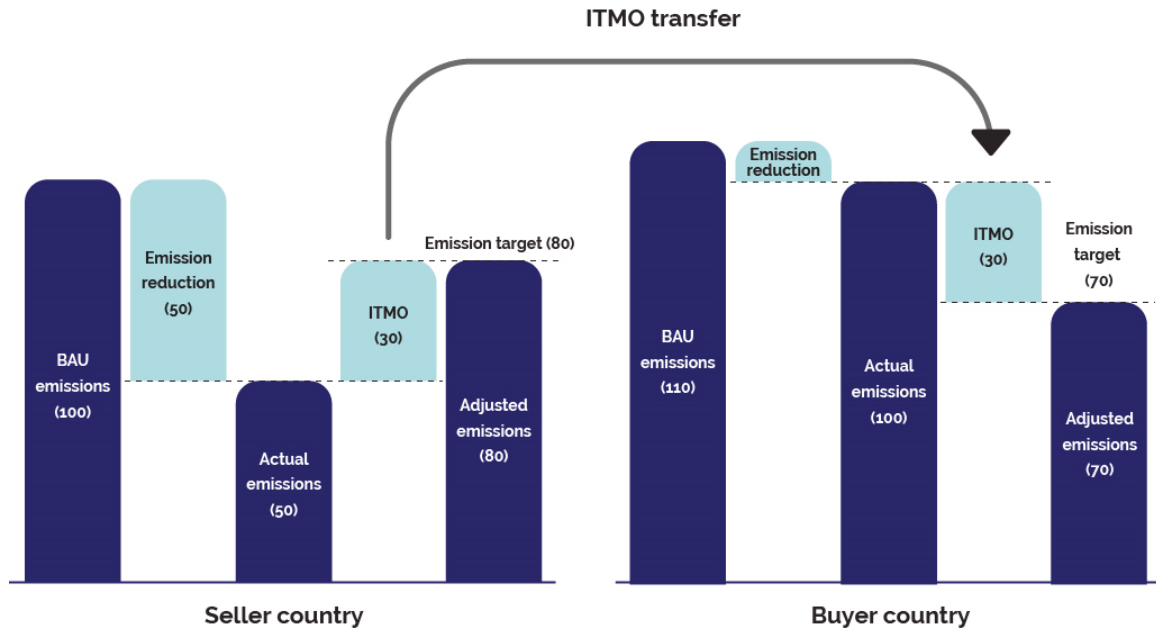 ITMO transfer
BAU
emissions
(100)
Emission
reduction
(50)
Actual
emissions
(50)
ITMO
(30)
Emission target (80)
Adjusted
emissions
(80)
Seller country
BAU
emissions
(110)
Emission
reduction
Actual
emissions
(100)
ITMO
(30)
Emission
target
(70)
Adjusted
emissions
(70)
Buyer country